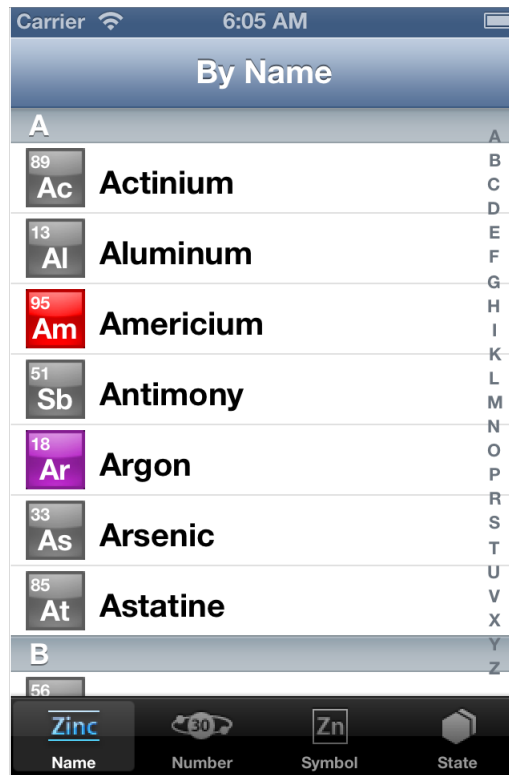 Carrier 6:05 AM
By Name
A
89
Ac Actinium
13
Al Aluminum
95
Am Americium
51
Sb Antimony
18
Ar Argon
33
As Arsenic
85
At Astatine
B
56
A
B
C
D
E
F
G
H
I
K
L
M
N
O
P
R
S
T
U
V
X
Y
Z
Zinc 30 Zn
Name Number Symbol State